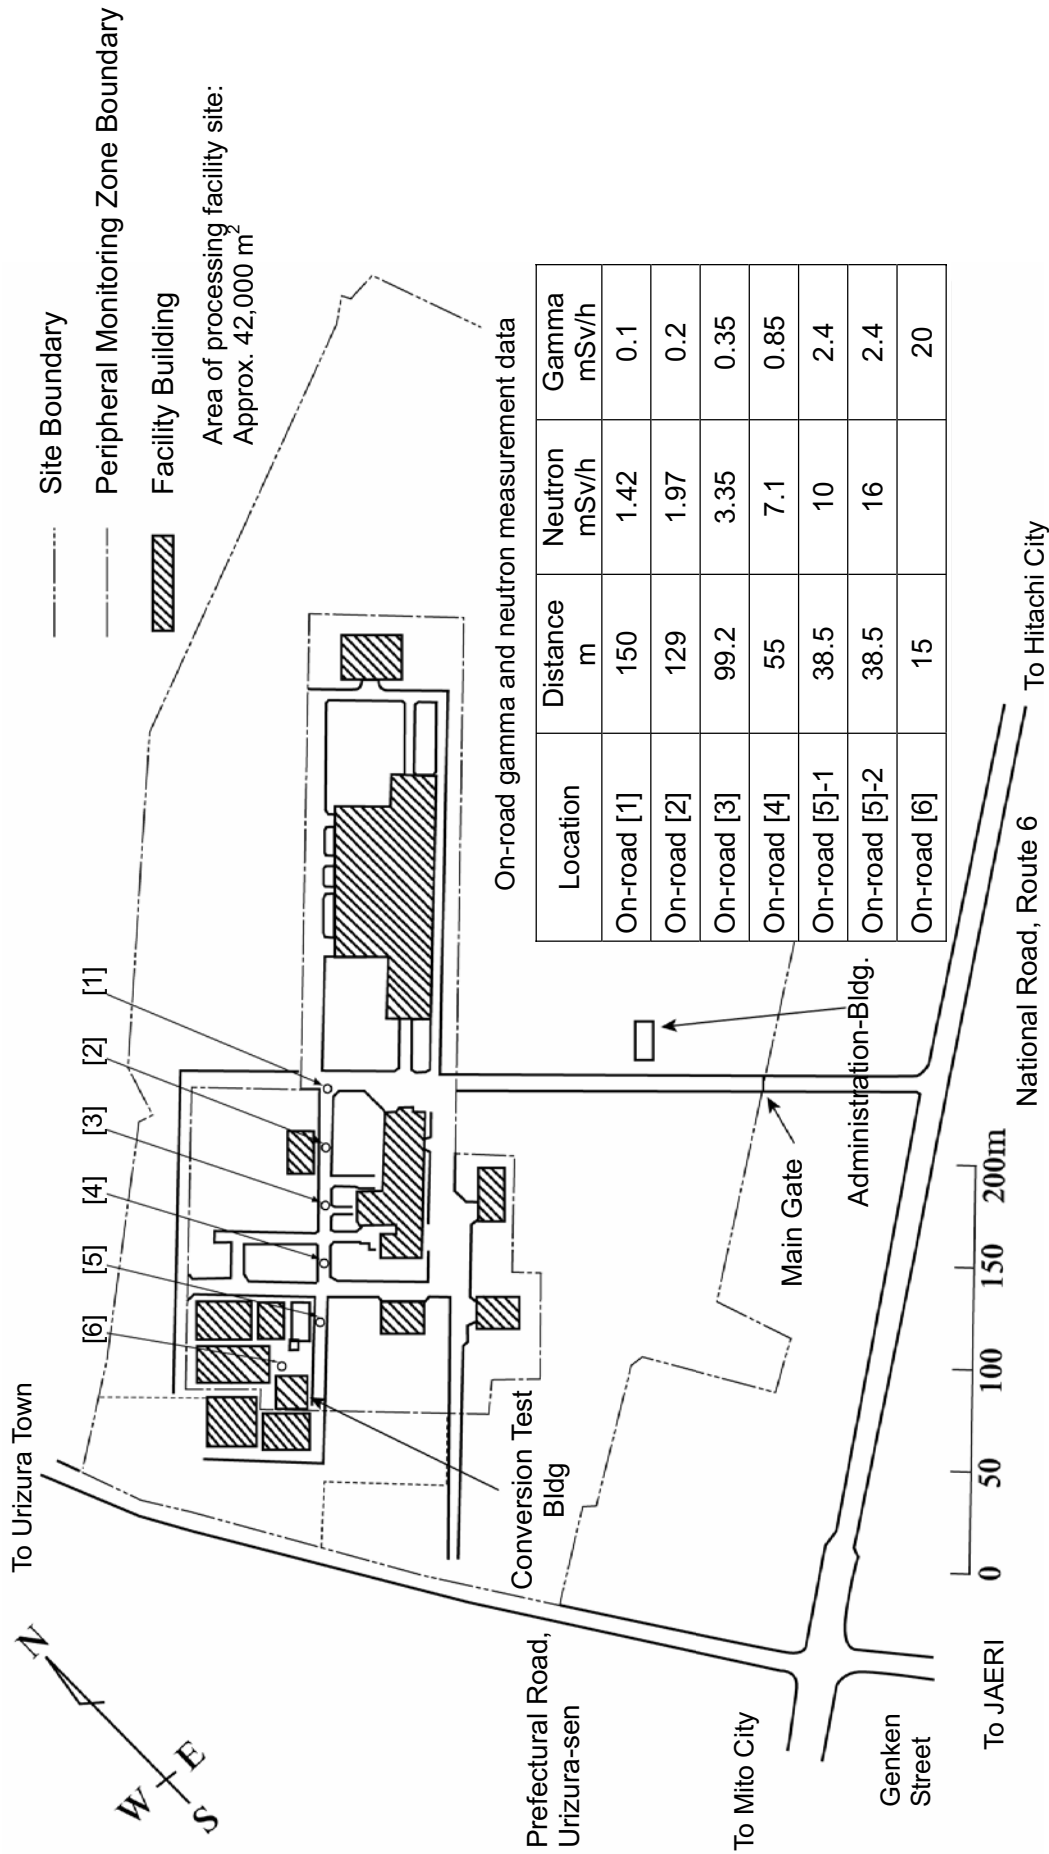 Site Boundary
Peripheral Monitoring Zone Boundary
Facility Building
Area of processing facility site:
Approx. 42,000 m²
To Urizura Town
N
W
E
S
[6]
[5]
[4]
[3]
[2]
[1]
Conversion Test
Bldg
Prefectural Road,
Urizura-sen
To Mito City
Genken
Street
To JAERI
Main Gate
Administration-Bldg.
National Road, Route 6
To Hitachi City
0 50 100 150 200m
On-road gamma and neutron measurement data
Location Distance m Neutron mSv/h Gamma mSv/h
On-road [1] 150 1.42 0.1
On-road [2] 129 1.97 0.2
On-road [3] 99.2 3.35 0.35
On-road [4] 55 7.1 0.85
On-road [5]-1 38.5 10 2.4
On-road [5]-2 38.5 16 2.4
On-road [6] 15 20